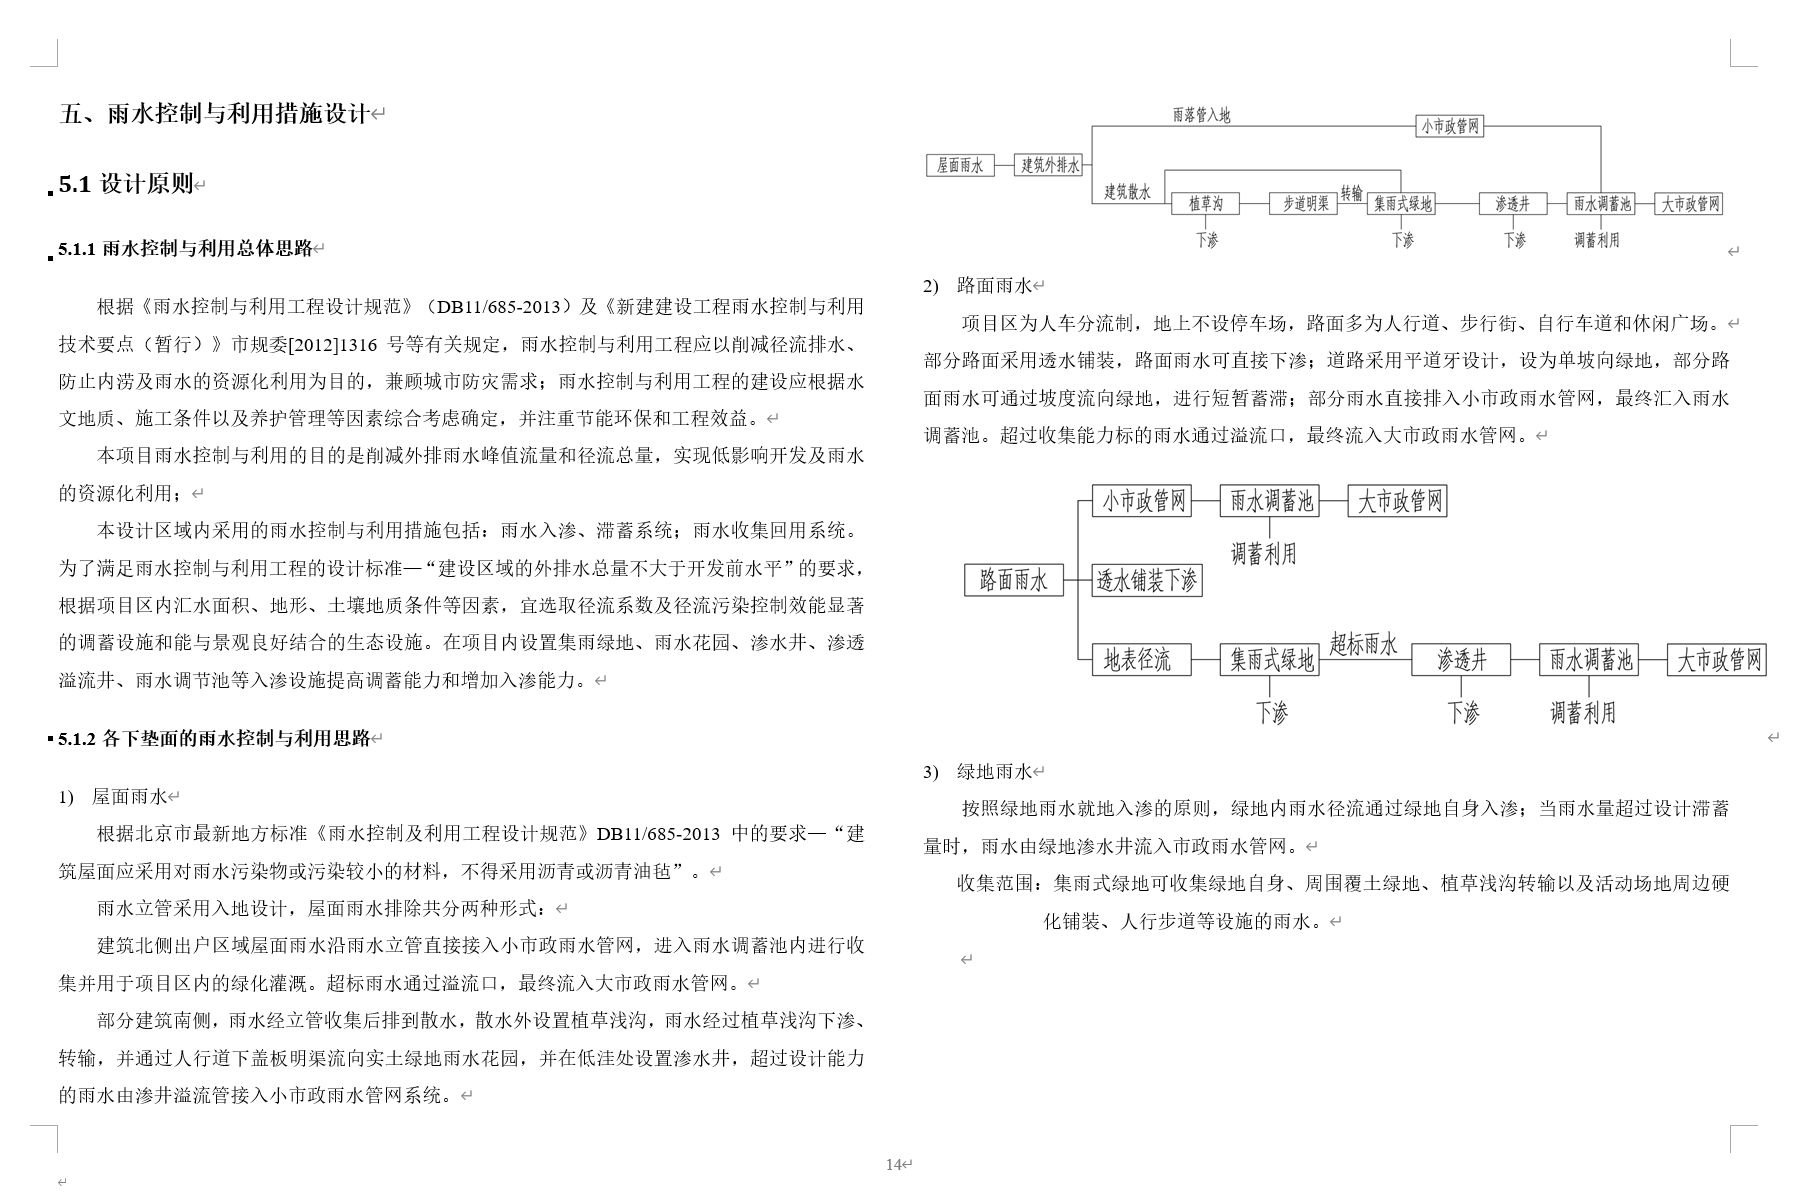 五、雨水控制与利用措施设计
5.1 设计原则
5.1.1 雨水控制与利用总体思路
根据《雨水控制与利用工程设计规范》（DB11/685-2013）及《新建建设工程雨水控制与利用
技术要点（暂行）》市规委[2012]1316 号等有关规定，雨水控制与利用工程应以削减径流排水、
防止内涝及雨水的资源化利用为目的，兼顾城市防灾需求；雨水控制与利用工程的建设应根据水
文地质、施工条件以及养护管理等因素综合考虑确定，并注重节能环保和工程效益。
本项目雨水控制与利用的目的是削减外排雨水峰值流量和径流总量，实现低影响开发及雨水
的资源化利用；
本设计区域内采用的雨水控制与利用措施包括：雨水入渗、滞蓄系统；雨水收集回用系统。
为了满足雨水控制与利用工程的设计标准—“建设区域的外排水总量不大于开发前水平”的要求，
根据项目区内汇水面积、地形、土壤地质条件等因素，宜选取径流系数及径流污染控制效能显著
的调蓄设施和能与景观良好结合的生态设施。在项目内设置集雨绿地、雨水花园、渗水井、渗透
溢流井、雨水调节池等入渗设施提高调蓄能力和增加入渗能力。
5.1.2 各下垫面的雨水控制与利用思路
1) 屋面雨水
根据北京市最新地方标准《雨水控制及利用工程设计规范》DB11/685-2013 中的要求—“建
筑屋面应采用对雨水污染物或污染较小的材料，不得采用沥青或沥青油毡”。
雨水立管采用入地设计，屋面雨水排除共分两种形式：
建筑北侧出户区域屋面雨水沿雨水立管直接接入小市政雨水管网，进入雨水调蓄池内进行收
集并用于项目区内的绿化灌溉。超标雨水通过溢流口，最终流入大市政雨水管网。
部分建筑南侧，雨水经立管收集后排到散水，散水外设置植草浅沟，雨水经过植草浅沟下渗、
转输，并通过人行道下盖板明渠流向实土绿地雨水花园，并在低洼处设置渗水井，超过设计能力
的雨水由渗井溢流管接入小市政雨水管网系统。
雨落管入地
小市政管网
屋面雨水 建筑外排水
建筑散水 植草沟 步道明渠 转输 集雨式绿地 渗透井 雨水调蓄池 大市政管网
下渗 下渗 下渗 调蓄利用
2) 路面雨水
项目区为人车分流制，地上不设停车场，路面多为人行道、步行街、自行车道和休闲广场。
部分路面采用透水铺装，路面雨水可直接下渗；道路采用平道牙设计，设为单坡向绿地，部分路
面雨水可通过坡度流向绿地，进行短暂蓄滞；部分雨水直接排入小市政雨水管网，最终汇入雨水
调蓄池。超过收集能力标的雨水通过溢流口，最终流入大市政雨水管网。
小市政管网 雨水调蓄池 大市政管网
调蓄利用
路面雨水 透水铺装下渗
地表径流 集雨式绿地 超标雨水 渗透井 雨水调蓄池 大市政管网
下渗 下渗 调蓄利用
3) 绿地雨水
按照绿地雨水就地入渗的原则，绿地内雨水径流通过绿地自身入渗；当雨水量超过设计滞蓄
量时，雨水由绿地渗水井流入市政雨水管网。
收集范围：集雨式绿地可收集绿地自身、周围覆土绿地、植草浅沟转输以及活动场地周边硬
化铺装、人行步道等设施的雨水。
14